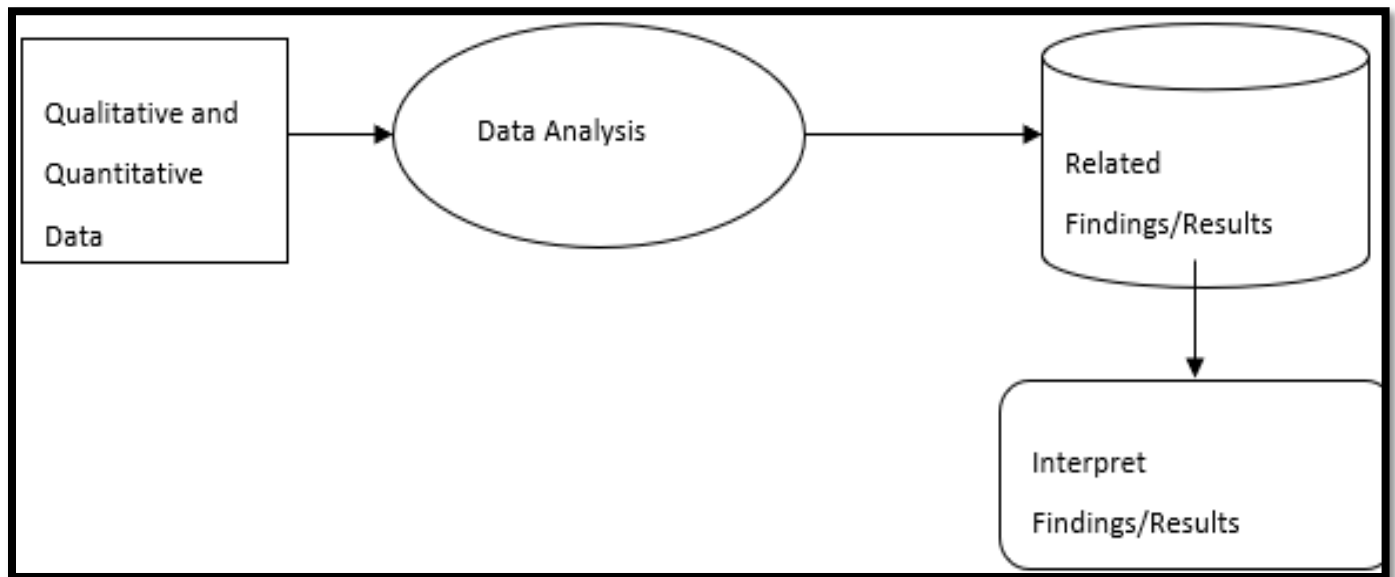 Qualitative and
Quantitative
Data
Data Analysis
Related
Findings/Results
Interpret
Findings/Results